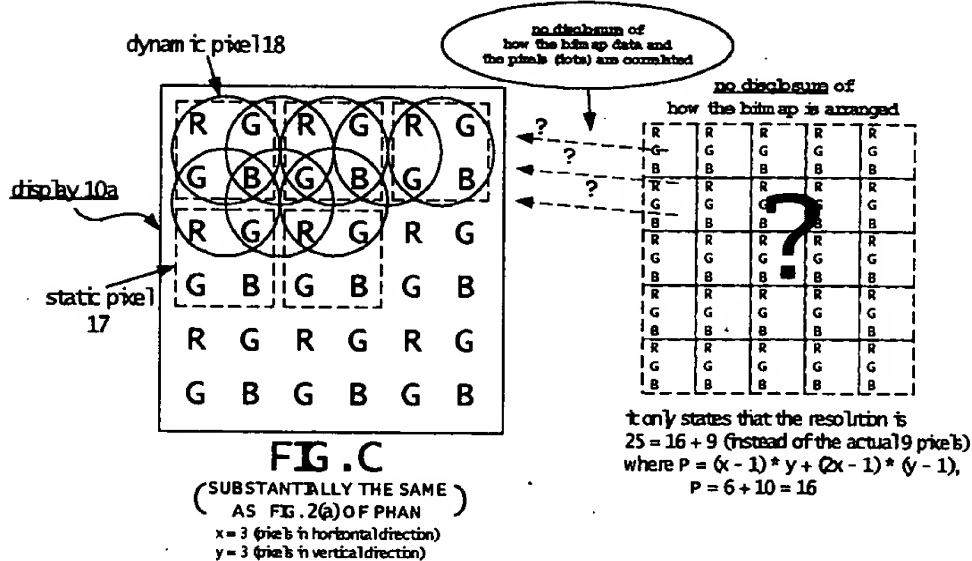 dynamic pixel 18
no disclosure of
how the bitmap data and
the pixels (dots) are correlated
no disclosure of
how the bitmap is arranged
R G R G R G
G B G B G B
R G R G R G
G B G B G B
R G R G R G
G B G B G B
display 10a
static pixel
17
?
?
?
R R R R R
G G G G G
B B B B B
R R R R R
G G G G G
B B B B B
R R R R R
G G G G G
B B B B B
R R R R R
G G G G G
B B B B B
R R R R R
G G G G G
B B B B B
?
it only states that the resolution is
25 = 16 + 9 (instead of the actual 9 pixels)
where P = (x - 1) * y + (2x - 1) * (y - 1),
P = 6 + 10 = 16
FIG. C
(SUBSTANTIALLY THE SAME
AS FIG. 2(a) OF PHAN)
x = 3 (pixels in horizontal direction)
y = 3 (pixels in vertical direction)